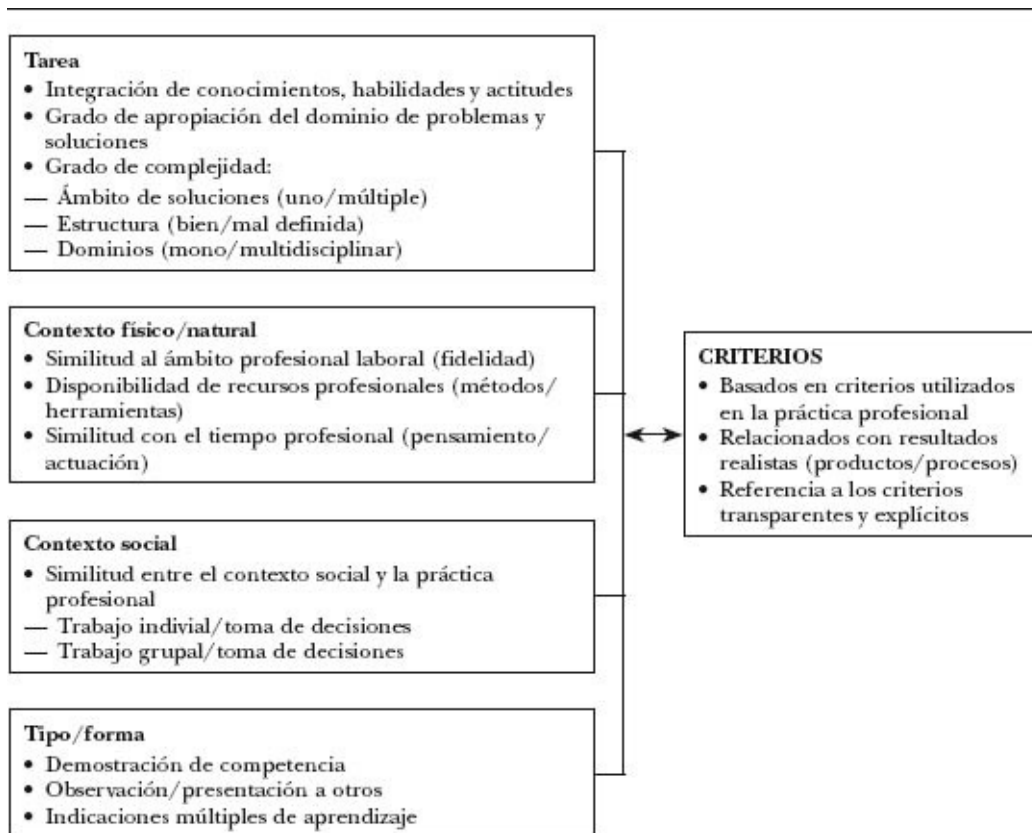 Tarea
• Integración de conocimientos, habilidades y actitudes
• Grado de apropiación del dominio de problemas y
soluciones
• Grado de complejidad:
— Ámbito de soluciones (uno/múltiple)
— Estructura (bien/mal definida)
— Dominios (mono/multidisciplinar)
Contexto físico/natural
• Similitud al ámbito profesional laboral (fidelidad)
• Disponibilidad de recursos profesionales (métodos/
herramientas)
• Similitud con el tiempo profesional (pensamiento/
actuación)
Contexto social
• Similitud entre el contexto social y la práctica
profesional
— Trabajo indivial/toma de decisiones
— Trabajo grupal/toma de decisiones
Tipo/forma
• Demostración de competencia
• Observación/presentación a otros
• Indicaciones múltiples de aprendizaje
CRITERIOS
• Basados en criterios utilizados
en la práctica profesional
• Relacionados con resultados
realistas (productos/procesos)
• Referencia a los criterios
transparentes y explícitos